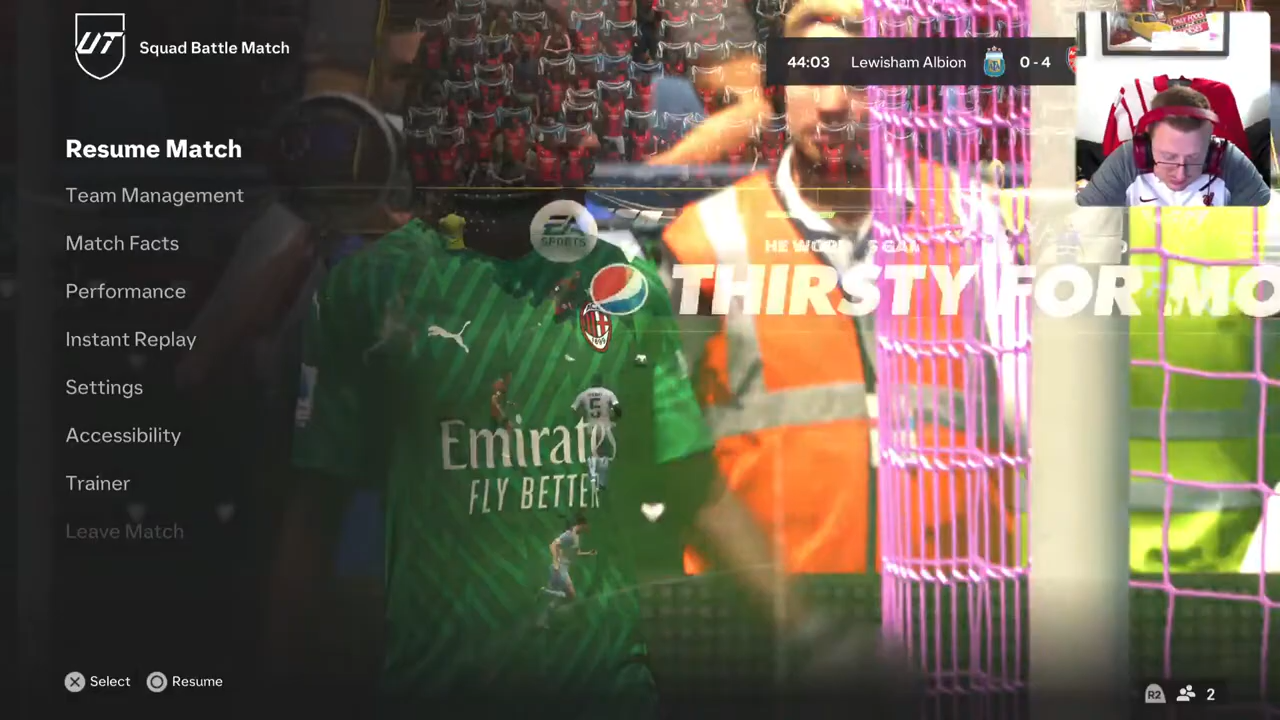 UT
Squad Battle Match
44:03 Lewisham Albion 0 - 4
Resume Match
Team Management
Match Facts
Performance
Instant Replay
Settings
Accessibility
Trainer
Leave Match
EA
SPORTS
THIRSTY FOR MO
5
Emirates
FLY BETTER
Select
Resume
R2 2